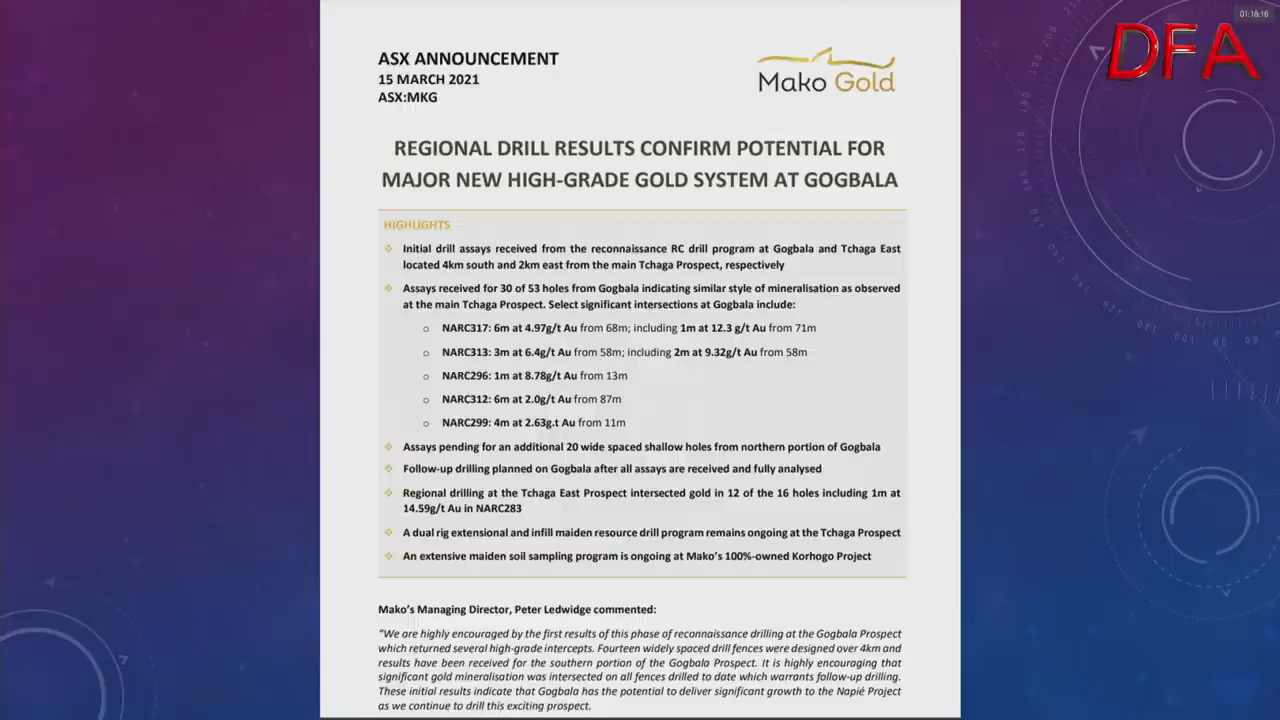 01:16:16
DFA
ASX ANNOUNCEMENT
15 MARCH 2021
ASX:MKG
Mako Gold
REGIONAL DRILL RESULTS CONFIRM POTENTIAL FOR
MAJOR NEW HIGH-GRADE GOLD SYSTEM AT GOGBALA
HIGHLIGHTS
❖ Initial drill assays received from the reconnaissance RC drill program at Gogbala and Tchaga East
located 4km south and 2km east from the main Tchaga Prospect, respectively
❖ Assays received for 30 of 53 holes from Gogbala indicating similar style of mineralisation as observed
at the main Tchaga Prospect. Select significant intersections at Gogbala include:
o NARC317: 6m at 4.97g/t Au from 68m; including 1m at 12.3 g/t Au from 71m
o NARC313: 3m at 6.4g/t Au from 58m; including 2m at 9.32g/t Au from 58m
o NARC296: 1m at 8.78g/t Au from 13m
o NARC312: 6m at 2.0g/t Au from 87m
o NARC299: 4m at 2.63g.t Au from 11m
❖ Assays pending for an additional 20 wide spaced shallow holes from northern portion of Gogbala
❖ Follow-up drilling planned on Gogbala after all assays are received and fully analysed
❖ Regional drilling at the Tchaga East Prospect intersected gold in 12 of the 16 holes including 1m at
14.59g/t Au in NARC283
❖ A dual rig extensional and infill maiden resource drill program remains ongoing at the Tchaga Prospect
❖ An extensive maiden soil sampling program is ongoing at Mako's 100%-owned Korhogo Project
Mako's Managing Director, Peter Ledwidge commented:
"We are highly encouraged by the first results of this phase of reconnaissance drilling at the Gogbala Prospect
which returned several high-grade intercepts. Fourteen widely spaced drill fences were designed over 4km and
results have been received for the southern portion of the Gogbala Prospect. It is highly encouraging that
significant gold mineralisation was intersected on all fences drilled to date which warrants follow-up drilling.
These initial results indicate that Gogbala has the potential to deliver significant growth to the Napié Project
as we continue to drill this exciting prospect.